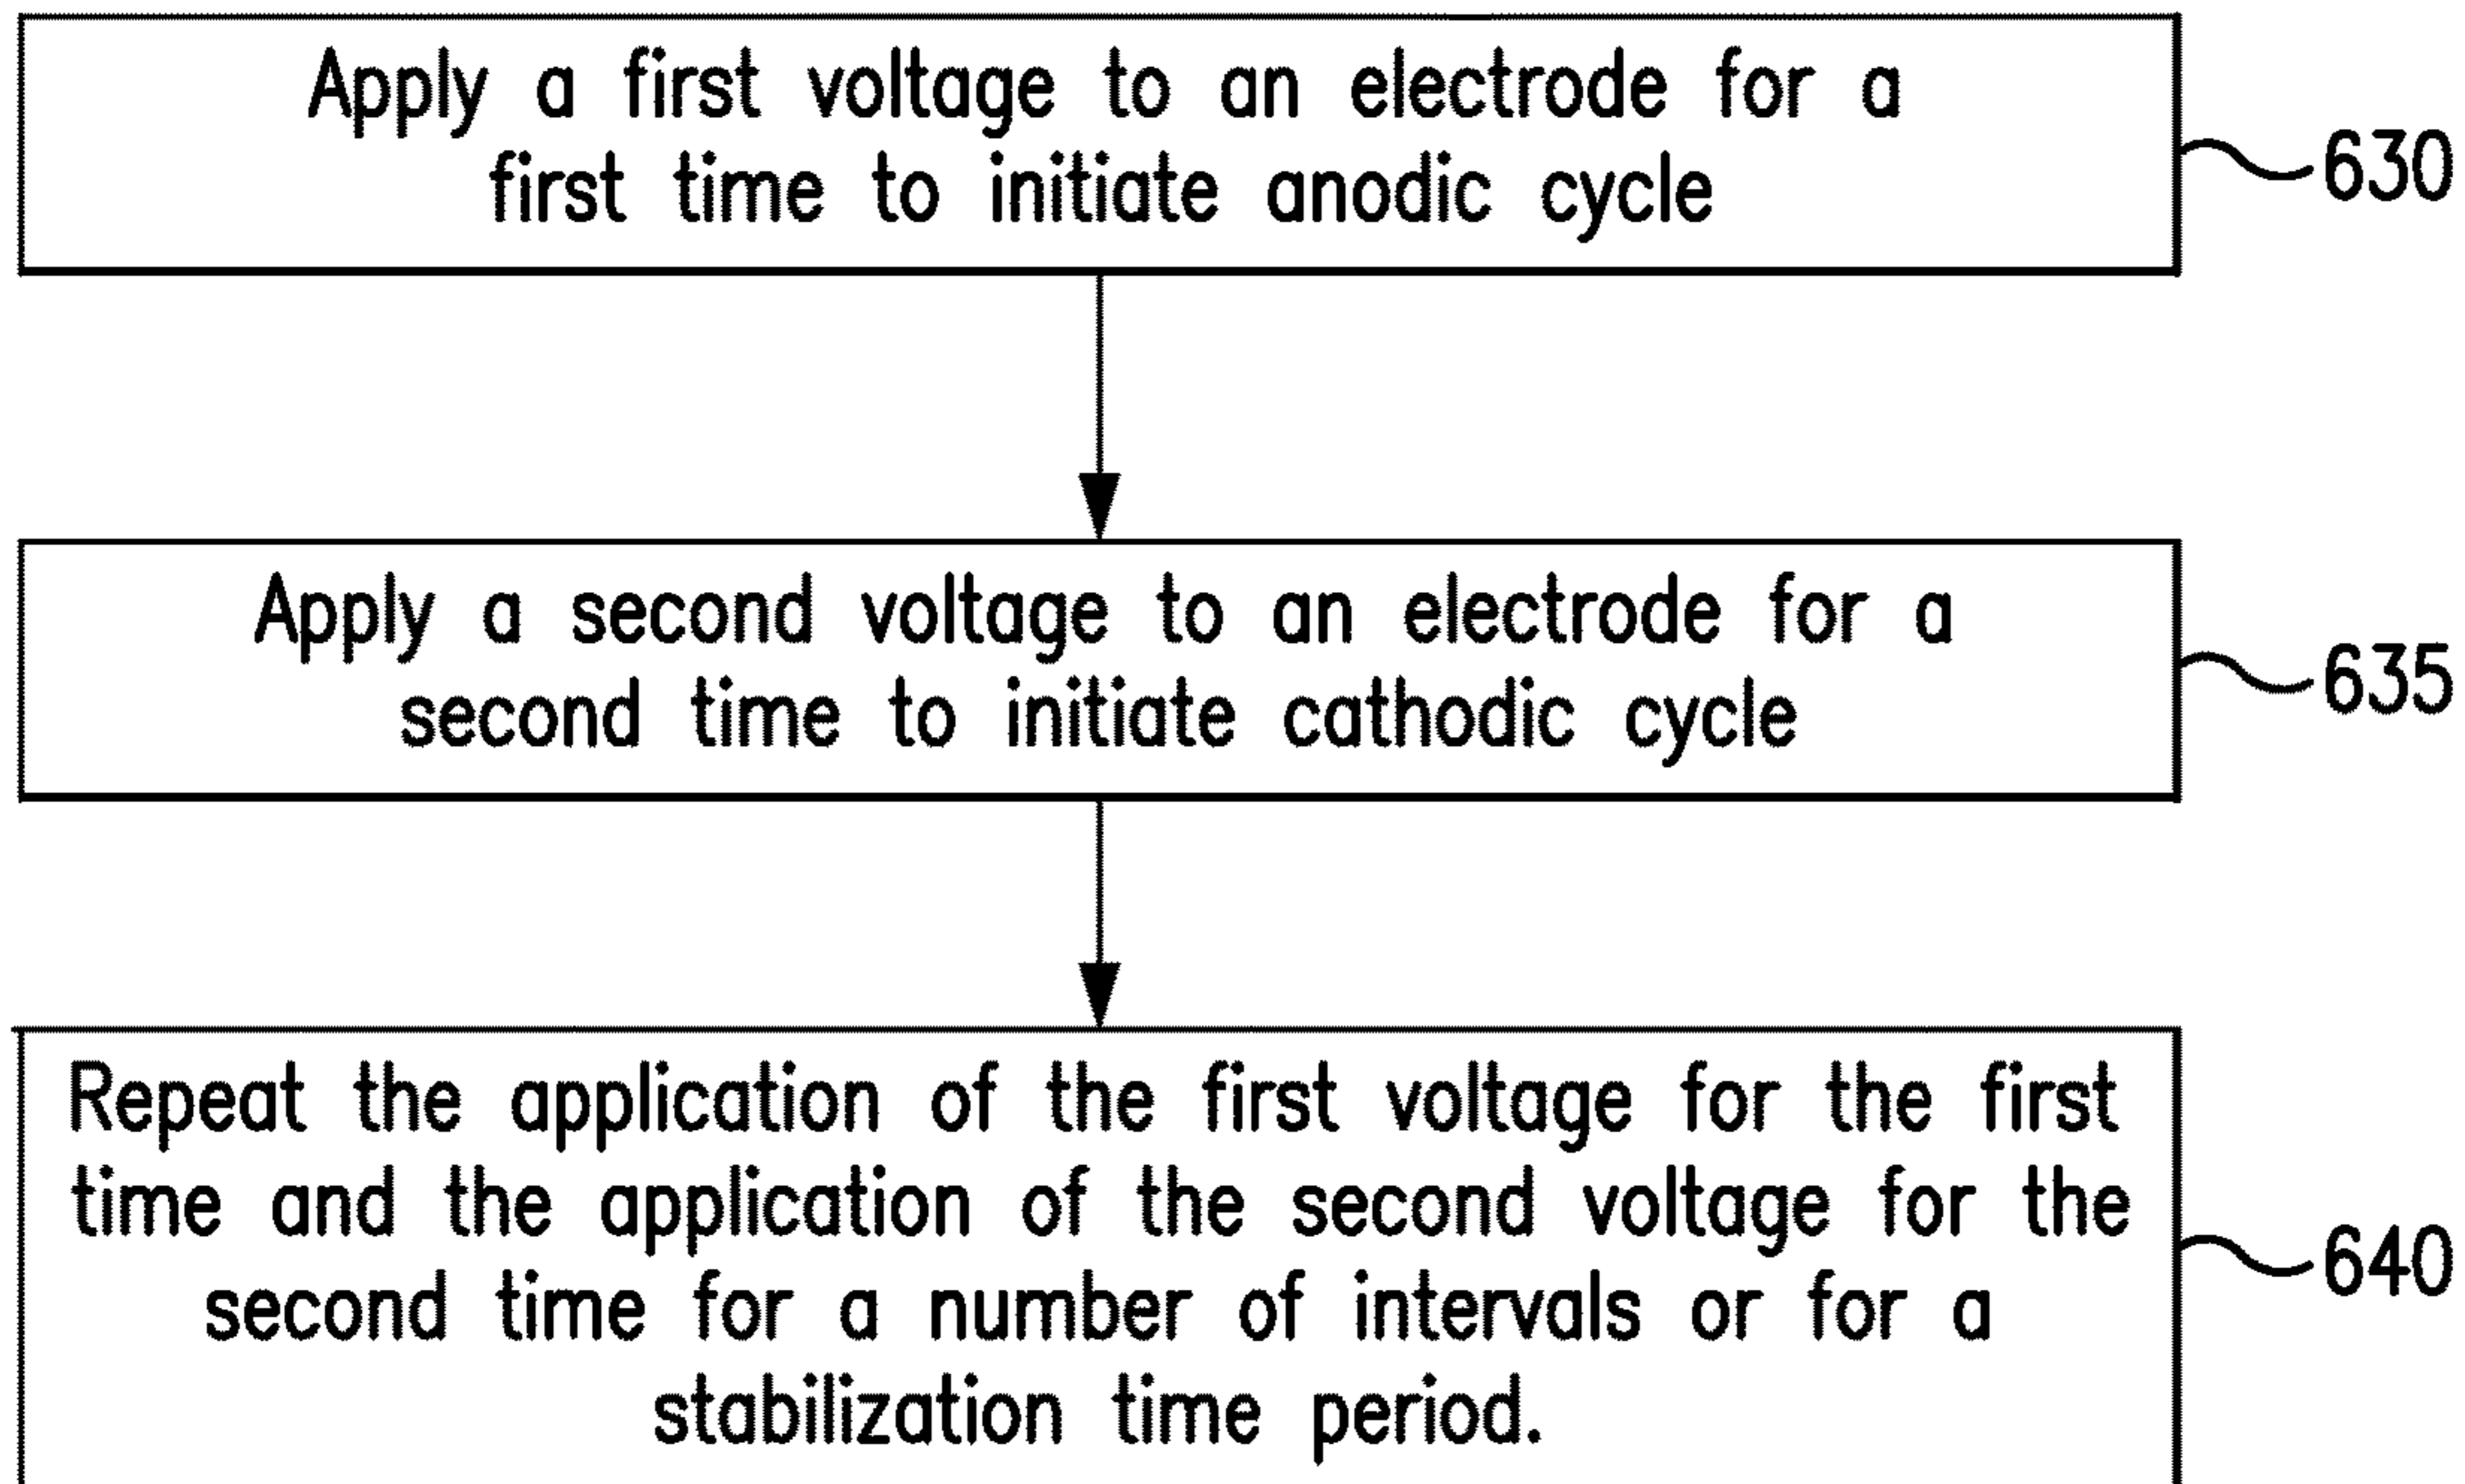 Apply a first voltage to an electrode for a
first time to initiate anodic cycle
630
Apply a second voltage to an electrode for a
second time to initiate cathodic cycle
635
Repeat the application of the first voltage for the first
time and the application of the second voltage for the
second time for a number of intervals or for a
stabilization time period.
640